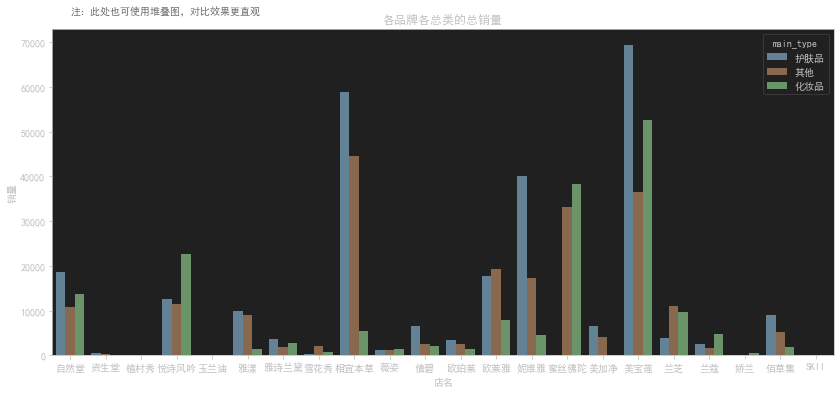 注：此处也可使用堆叠图，对比效果更直观
各品牌各总类的总销量
main_type
护肤品
其他
化妆品
销量
70000
60000
50000
40000
30000
20000
10000
0
自然堂 资生堂 植村秀 悦诗风吟 玉兰油 雅漾 雅诗兰黛 雪花秀 相宜本草 薇姿 倩碧 欧珀莱 欧莱雅 妮维雅 蜜丝佛陀 美加净 美宝莲 兰芝 兰蔻 娇兰 佰草集 SKII
店名